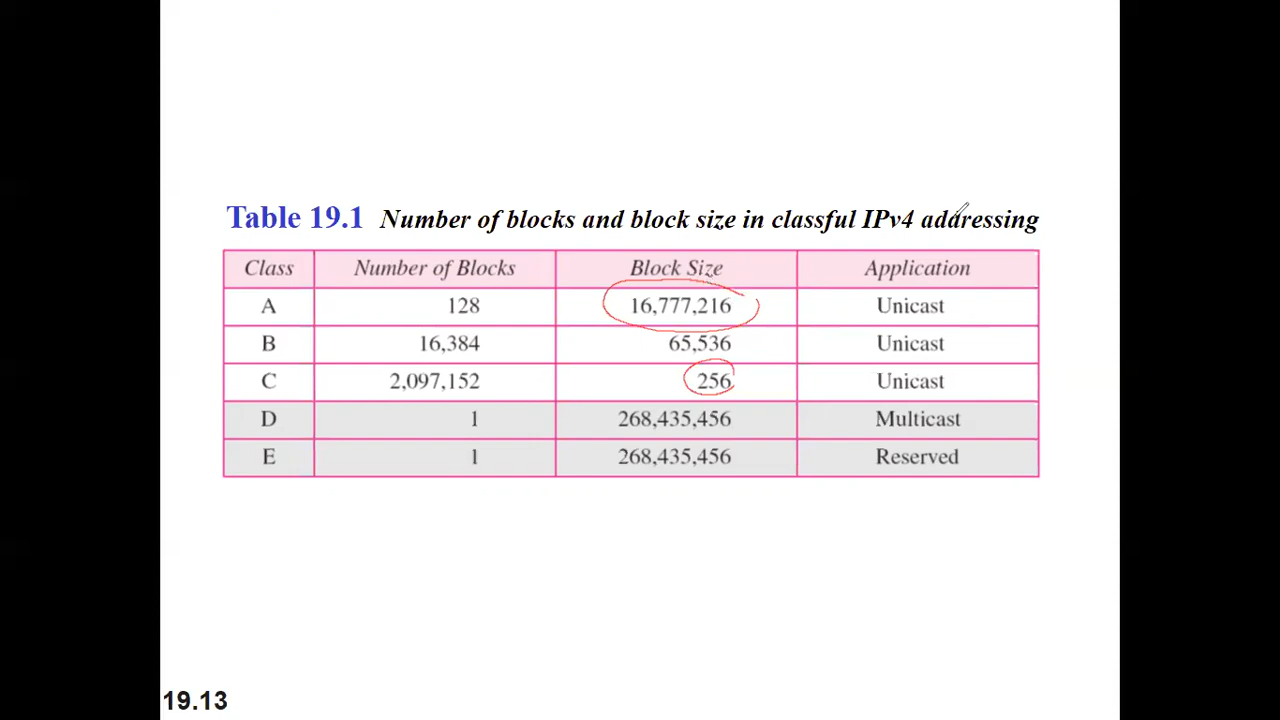 Table 19.1 Number of blocks and block size in classful IPv4 addressing
Class Number of Blocks Block Size Application
A 128 16,777,216 Unicast
B 16,384 65,536 Unicast
C 2,097,152 256 Unicast
D 1 268,435,456 Multicast
E 1 268,435,456 Reserved
19.13